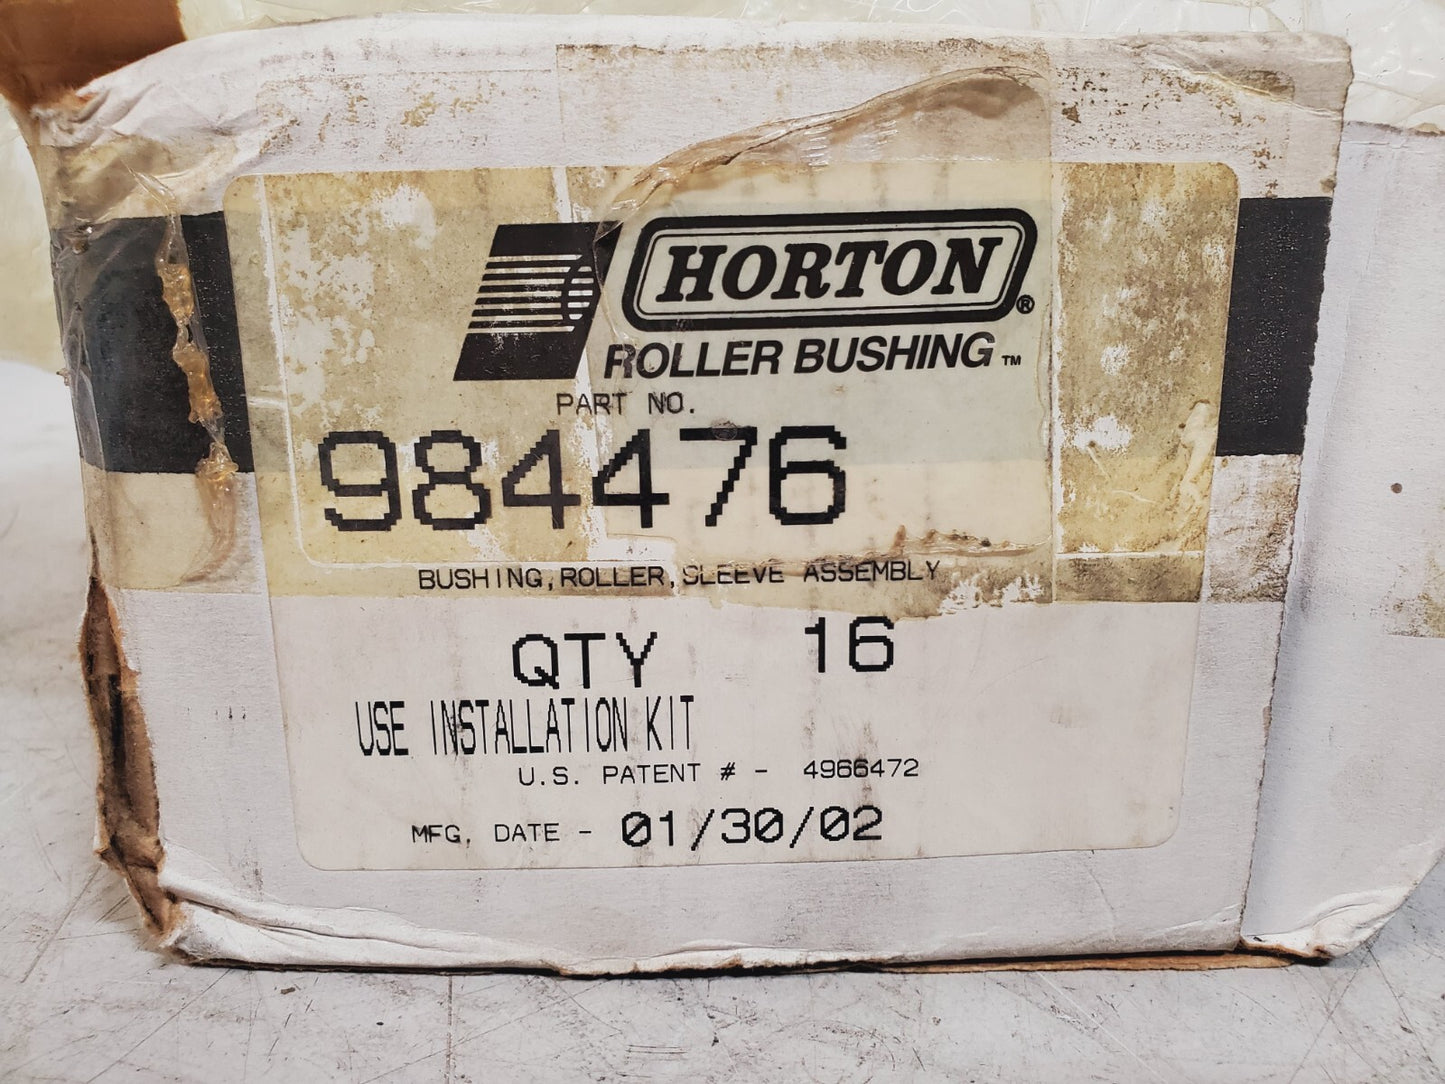 HORTON®
ROLLER BUSHING™
PART NO.
984476
BUSHING,ROLLER,SLEEVE ASSEMBLY
QTY 16
USE INSTALLATION KIT
U.S. PATENT # - 4966472
MFG. DATE - 01/30/02